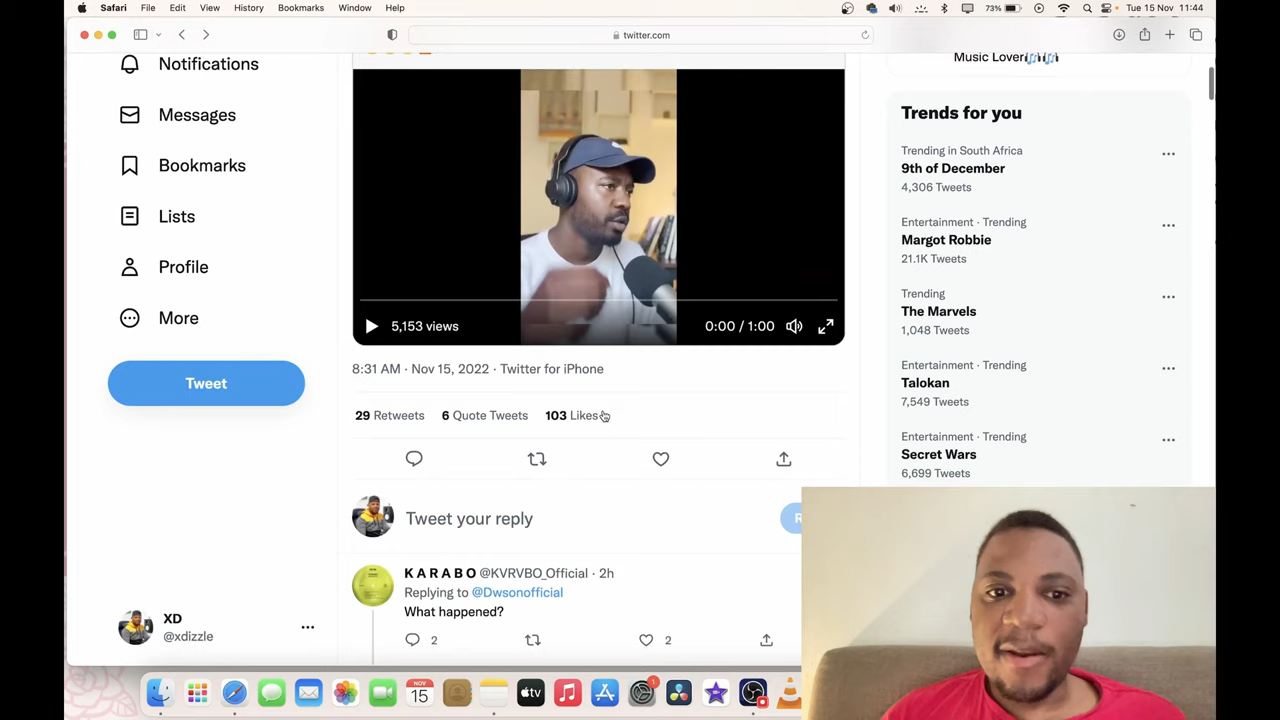 Safari File Edit View History Bookmarks Window Help 73% Tue 15 Nov 11:44
twitter.com
Notifications
Messages
Bookmarks
Lists
Profile
More
Tweet
XD
@xdizzle
5,153 views 0:00 / 1:00
8:31 AM · Nov 15, 2022 · Twitter for iPhone
29 Retweets 6 Quote Tweets 103 Likes
Tweet your reply
K A R A B O @KVRVBO_Official · 2h
Replying to @Dwsonofficial
What happened?
2 2
Music Lover
Trends for you
Trending in South Africa
9th of December
4,306 Tweets
Entertainment · Trending
Margot Robbie
21.1K Tweets
Trending
The Marvels
1,048 Tweets
Entertainment · Trending
Talokan
7,549 Tweets
Entertainment · Trending
Secret Wars
6,699 Tweets
NOV
15
tv
1